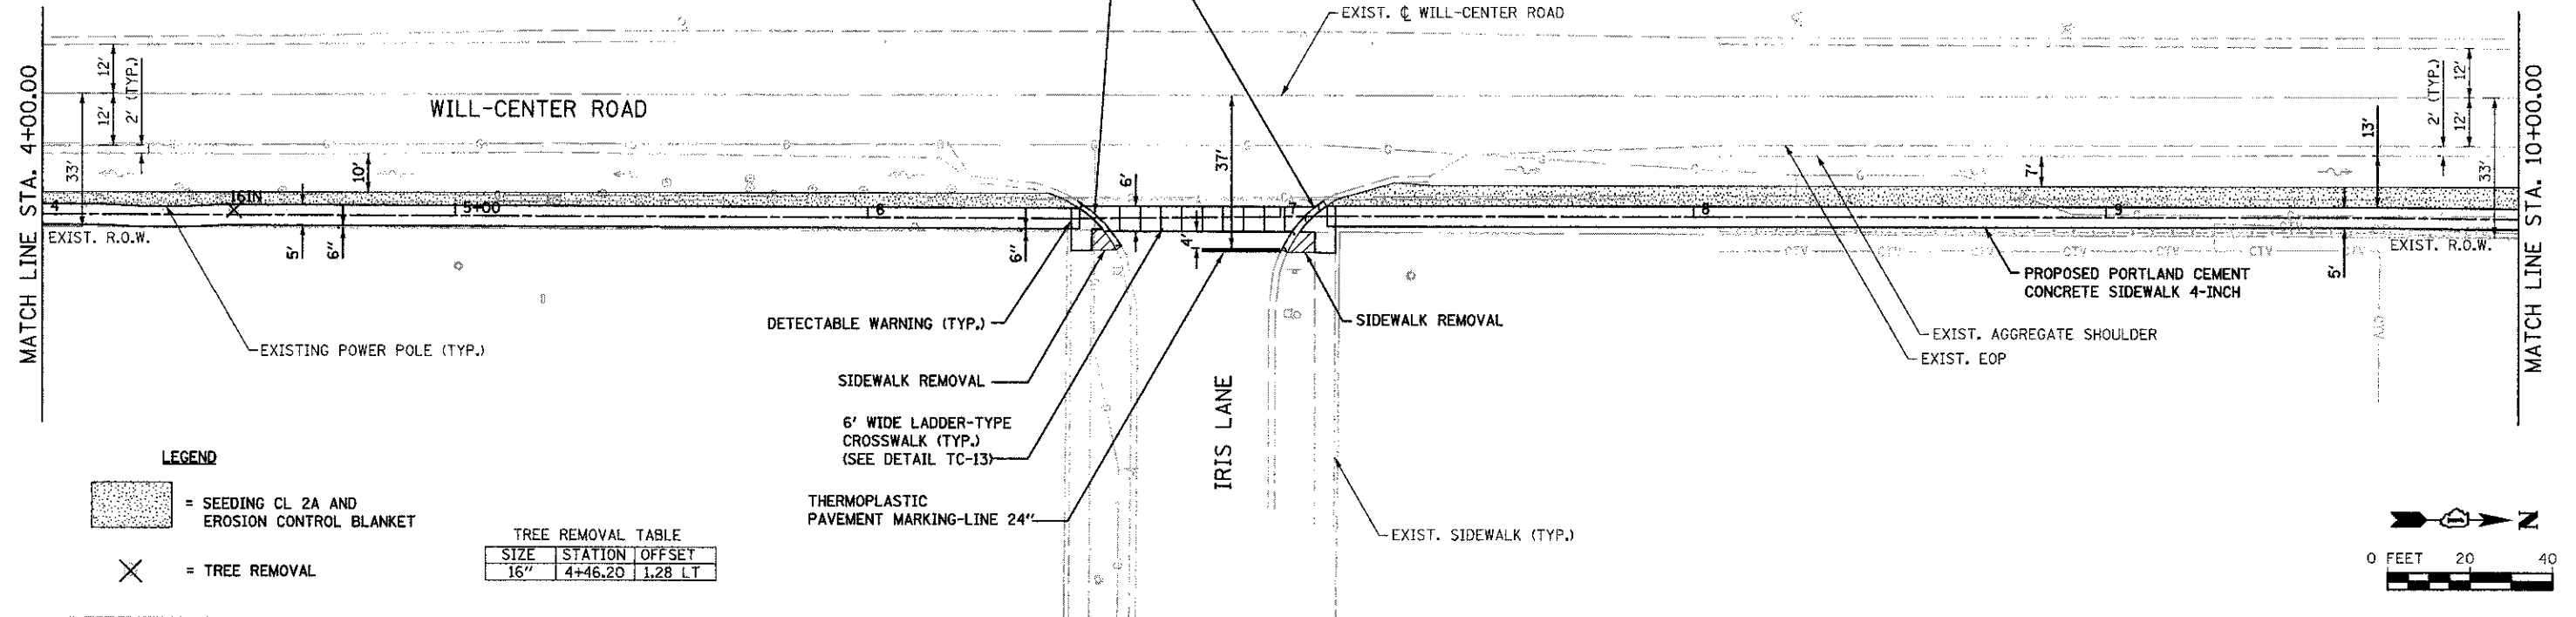 EXIST. ℄ WILL-CENTER ROAD
MATCH LINE STA. 4+00.00
12'
12'
2' (TYP.)
33'
WILL-CENTER ROAD
10'
37'
6'
7'
13'
2' (TYP.)
12'
12'
33'
MATCH LINE STA. 10+00.00
4
16IN
5+00
6
7
8
9
EXIST. R.O.W.
5'
6"
6"
4'
CTV
CTV
CTV
CTV
CTV
EXIST. R.O.W.
5'
PROPOSED PORTLAND CEMENT
CONCRETE SIDEWALK 4-INCH
DETECTABLE WARNING (TYP.)
SIDEWALK REMOVAL
EXIST. AGGREGATE SHOULDER
EXISTING POWER POLE (TYP.)
EXIST. EOP
SIDEWALK REMOVAL
6' WIDE LADDER-TYPE
CROSSWALK (TYP.)
(SEE DETAIL TC-13)
IRIS LANE
LEGEND
= SEEDING CL 2A AND
EROSION CONTROL BLANKET
THERMOPLASTIC
PAVEMENT MARKING-LINE 24"
EXIST. SIDEWALK (TYP.)
N
TREE REMOVAL TABLE
SIZE STATION OFFSET
16" 4+46.20 1.28 LT
= TREE REMOVAL
0 FEET 20 40